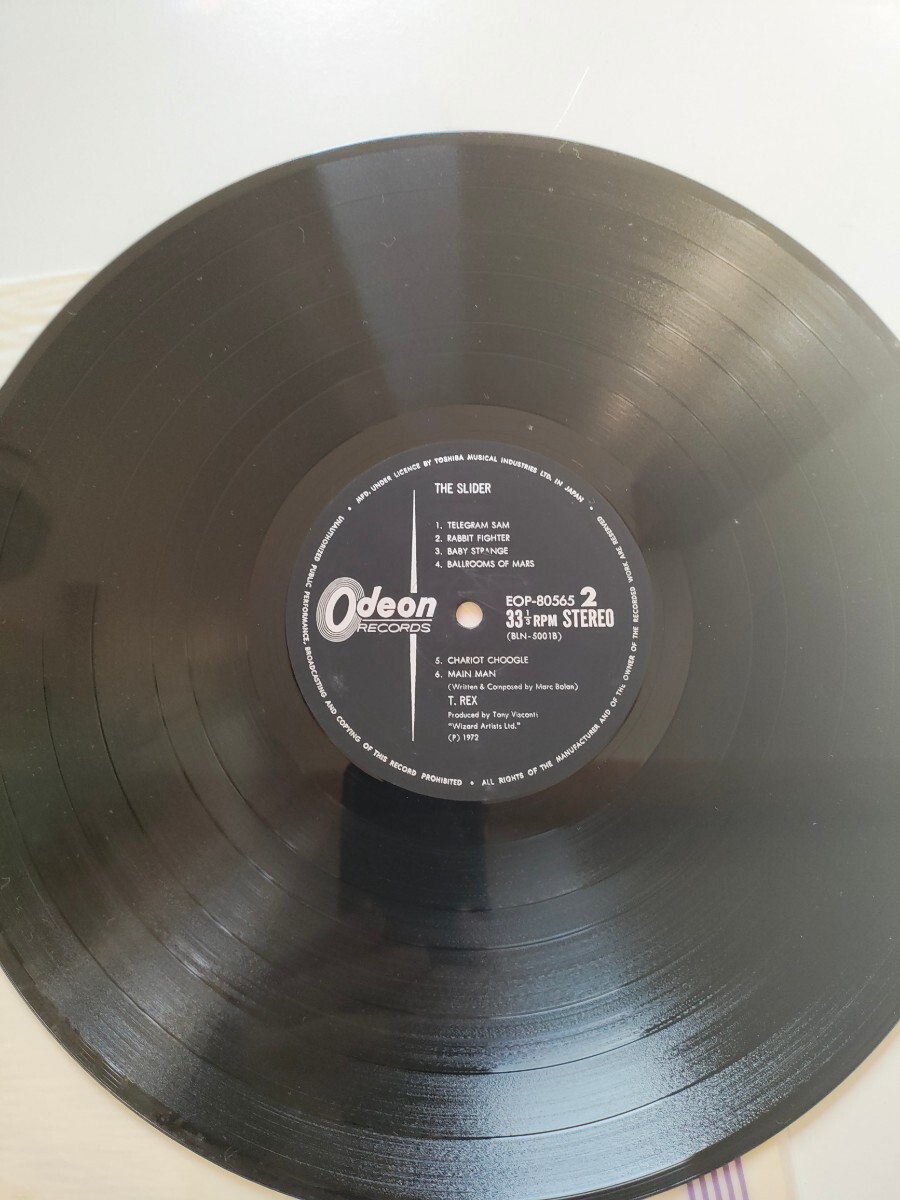 MFD. UNDER LICENCE BY TOSHIBA MUSICAL INDUSTRIES LTD. IN JAPAN
THE SLIDER
1. TELEGRAM SAM
2. RABBIT FIGHTER
3. BABY STRANGE
4. BALLROOMS OF MARS
Odeon
RECORDS
EOP-80565 2
33 1/3 RPM STEREO
(BLN-5001B)
5. CHARIOT CHOOGLE
6. MAIN MAN
(Written & Composed by Marc Bolan)
T. REX
Produced by Tony Visconti
"Wizard Artists Ltd."
(P) 1972
UNAUTHORIZED PUBLIC PERFORMANCE, BROADCASTING AND COPYING OF THIS RECORD PROHIBITED • ALL RIGHTS OF THE MANUFACTURER AND OF THE OWNER OF THE RECORDED WORK ARE RESERVED